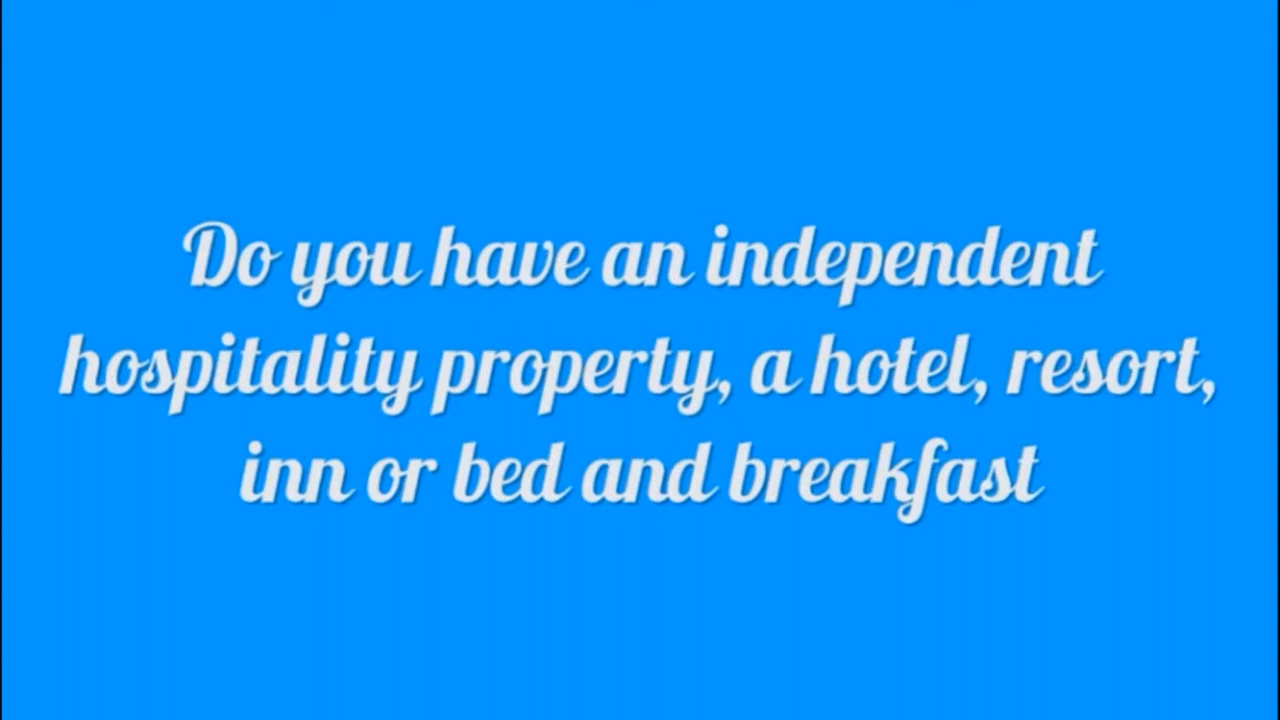 Do you have an independent
hospitality property, a hotel, resort,
inn or bed and breakfast